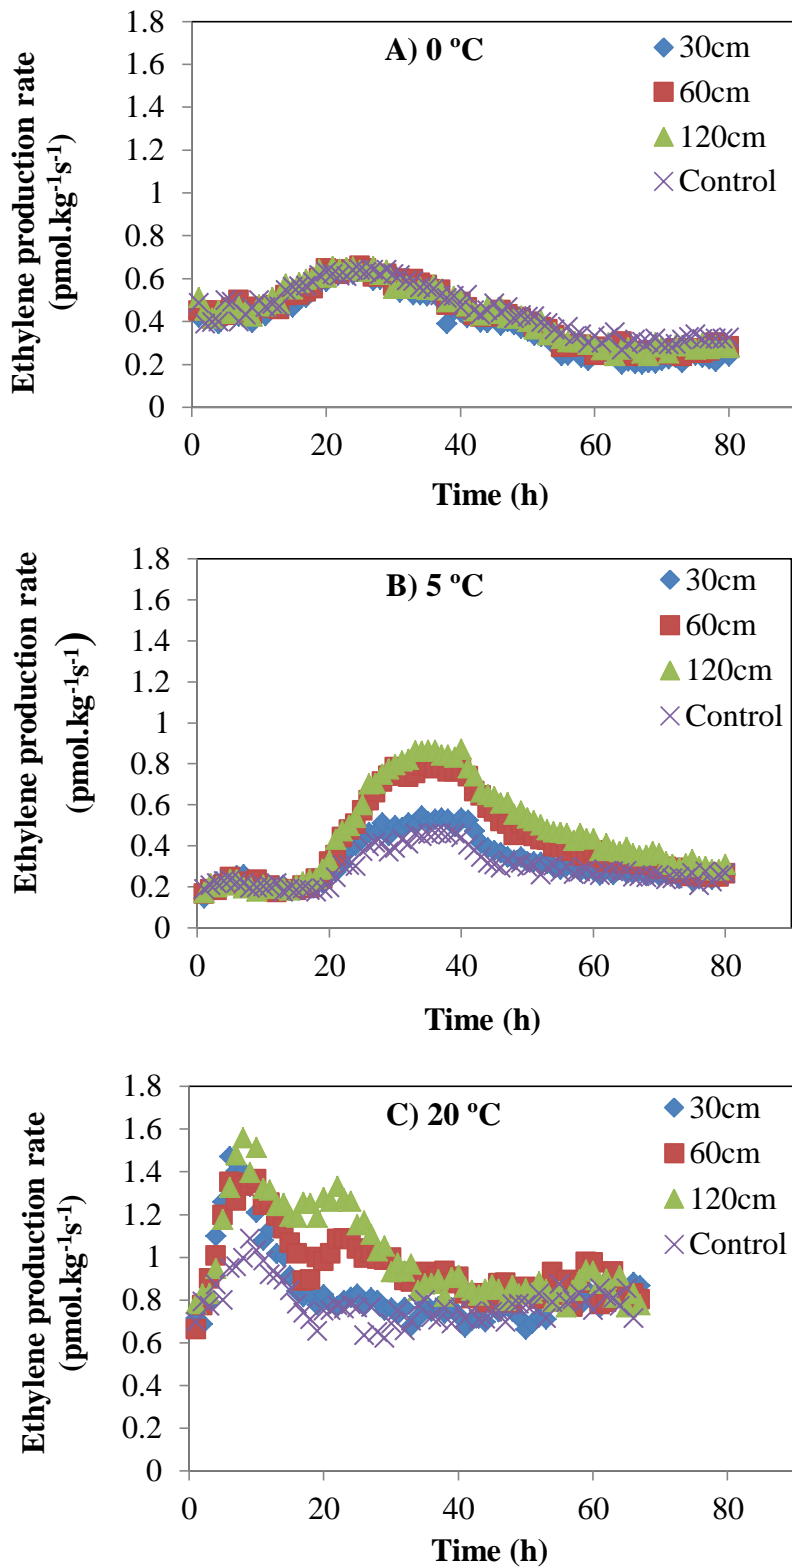 Ethylene production rate
(pmol.kg-1s-1)
1.8
1.6
1.4
1.2
1
0.8
0.6
0.4
0.2
0
A) 0 ºC
30cm
60cm
120cm
Control
0 20 40 60 80
Time (h)
Ethylene production rate
(pmol.kg-1s-1)
1.8
1.6
1.4
1.2
1
0.8
0.6
0.4
0.2
0
B) 5 ºC
30cm
60cm
120cm
Control
0 20 40 60 80
Time (h)
Ethylene production rate
(pmol.kg-1s-1)
1.8
1.6
1.4
1.2
1
0.8
0.6
0.4
0.2
0
C) 20 ºC
30cm
60cm
120cm
Control
0 20 40 60 80
Time (h)